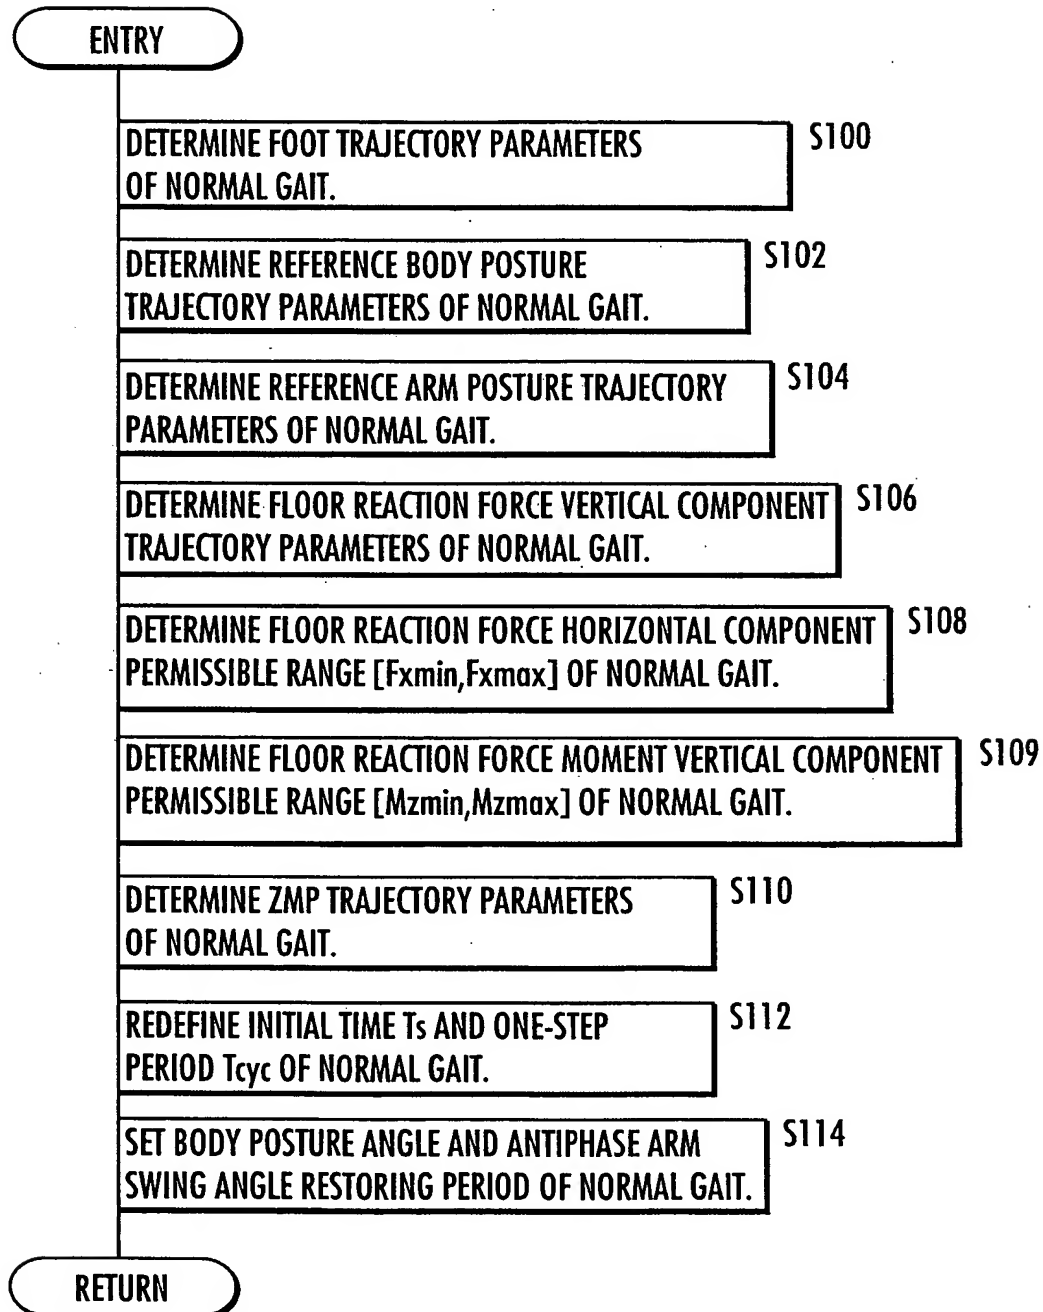 ENTRY
DETERMINE FOOT TRAJECTORY PARAMETERS
OF NORMAL GAIT.
S100
DETERMINE REFERENCE BODY POSTURE
TRAJECTORY PARAMETERS OF NORMAL GAIT.
S102
DETERMINE REFERENCE ARM POSTURE TRAJECTORY
PARAMETERS OF NORMAL GAIT.
S104
DETERMINE FLOOR REACTION FORCE VERTICAL COMPONENT
TRAJECTORY PARAMETERS OF NORMAL GAIT.
S106
DETERMINE FLOOR REACTION FORCE HORIZONTAL COMPONENT
PERMISSIBLE RANGE [Fxmin,Fxmax] OF NORMAL GAIT.
S108
DETERMINE FLOOR REACTION FORCE MOMENT VERTICAL COMPONENT
PERMISSIBLE RANGE [Mzmin,Mzmax] OF NORMAL GAIT.
S109
DETERMINE ZMP TRAJECTORY PARAMETERS
OF NORMAL GAIT.
S110
REDEFINE INITIAL TIME Ts AND ONE-STEP
PERIOD Tcyc OF NORMAL GAIT.
S112
SET BODY POSTURE ANGLE AND ANTIPHASE ARM
SWING ANGLE RESTORING PERIOD OF NORMAL GAIT.
S114
RETURN